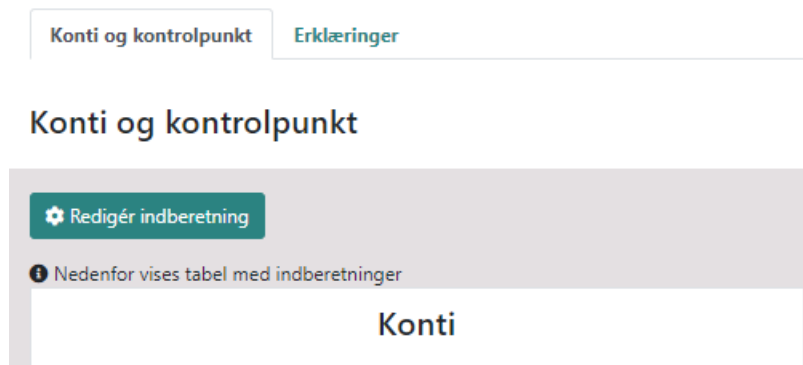 Konti og kontrolpunkt Erklæringer
Konti og kontrolpunkt
Redigér indberetning
Nedenfor vises tabel med indberetninger
Konti